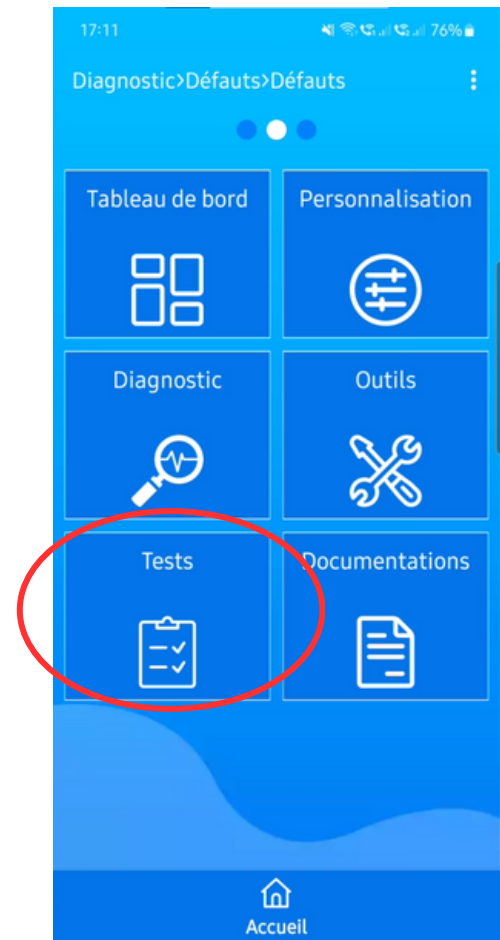 17:11 76%
Diagnostic>Défauts>Défauts
Tableau de bord
Personnalisation
Diagnostic
Outils
Tests
Documentations
Accueil